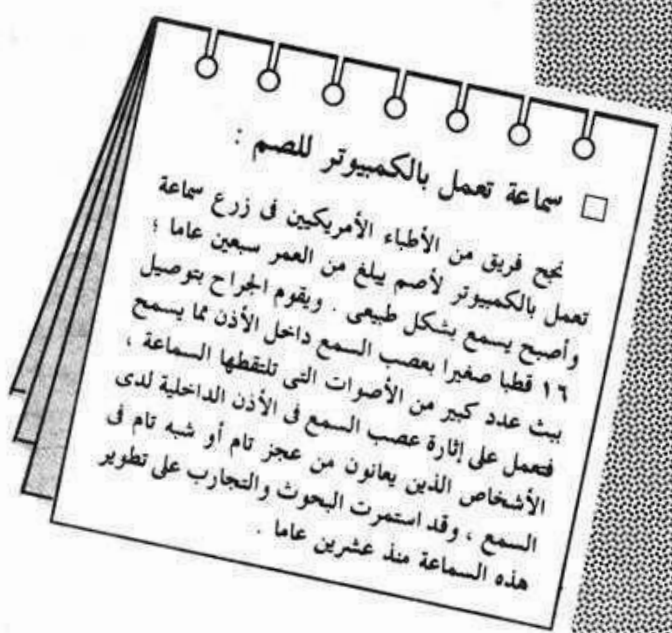 □ سماعة تعمل بالكمبيوتر للصم :
نجح فريق من الأطباء الأمريكيين فى زرع سماعة
تعمل بالكمبيوتر لأصم يبلغ من العمر سبعين عاما ؛
وأصبح يسمع بشكل طبيعى . ويقوم الجراح بتوصيل
١٦ قطبا صغيرا بعصب السمع داخل الأذن مما يسمح
ببث عدد كبير من الأصوات التى تلتقطها السماعة ،
فتعمل على إثارة عصب السمع فى الأذن الداخلية لدى
الأشخاص الذين يعانون من عجز تام أو شبه تام فى
السمع ، وقد استمرت البحوث والتجارب على تطوير
هذه السماعة منذ عشرين عاما .